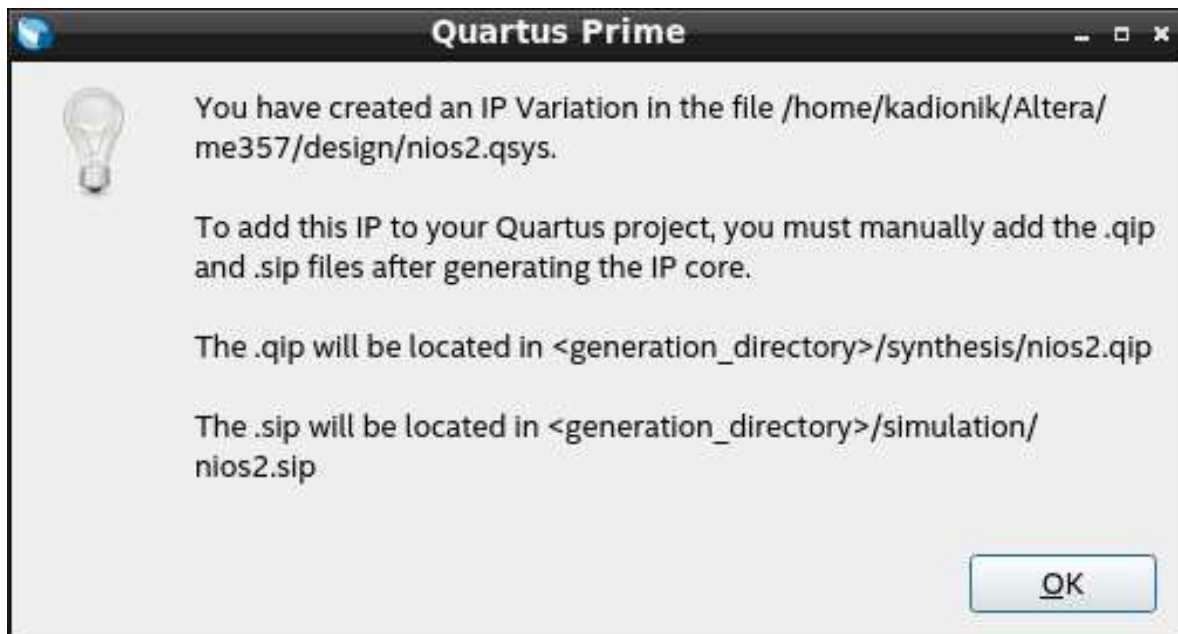 Quartus Prime
You have created an IP Variation in the file /home/kadionik/Altera/
me357/design/nios2.qsys.
To add this IP to your Quartus project, you must manually add the .qip
and .sip files after generating the IP core.
The .qip will be located in <generation_directory>/synthesis/nios2.qip
The .sip will be located in <generation_directory>/simulation/
nios2.sip
OK